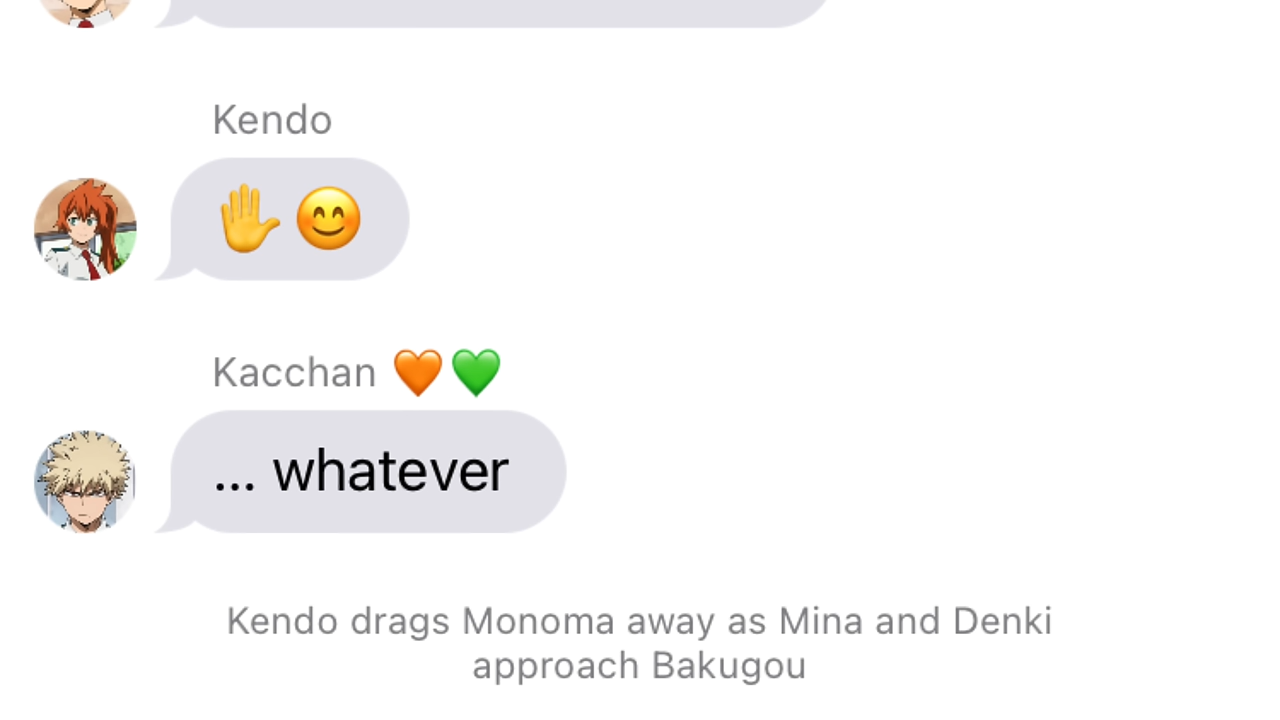 Kendo
✋😊
Kacchan 🧡💚
... whatever
Kendo drags Monoma away as Mina and Denki
approach Bakugou